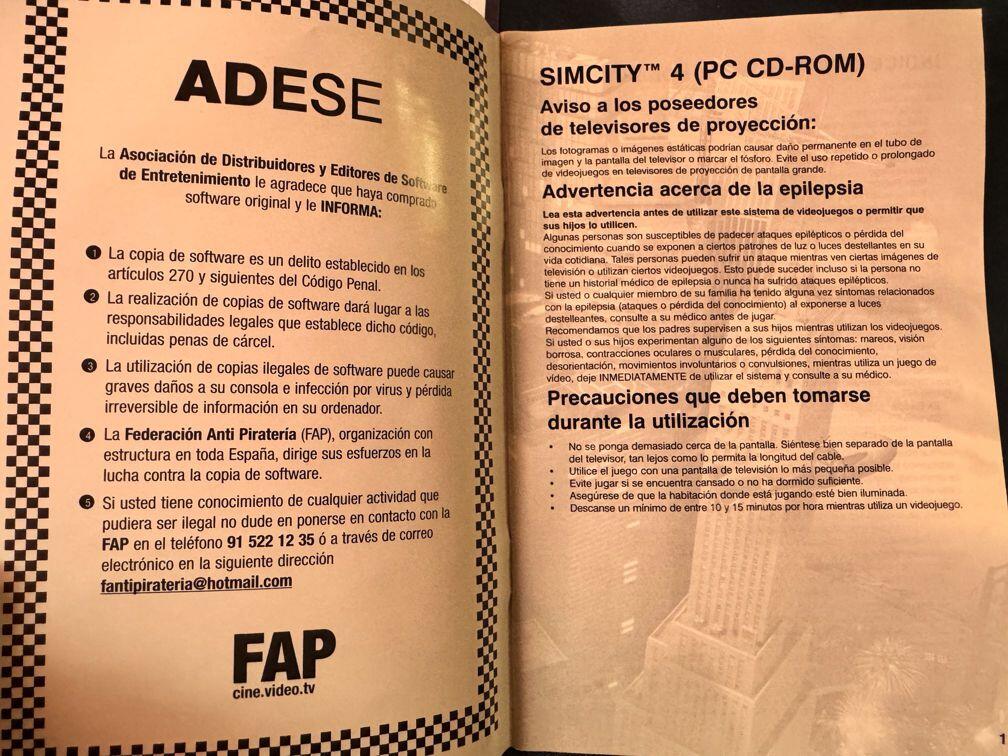 ADESE
La Asociación de Distribuidores y Editores de Software
de Entretenimiento le agradece que haya comprado
software original y le INFORMA:
1 La copia de software es un delito establecido en los
artículos 270 y siguientes del Código Penal.
2 La realización de copias de software dará lugar a las
responsabilidades legales que establece dicho código,
incluidas penas de cárcel.
3 La utilización de copias ilegales de software puede causar
graves daños a su consola e infección por virus y pérdida
irreversible de información en su ordenador.
4 La Federación Anti Piratería (FAP), organización con
estructura en toda España, dirige sus esfuerzos en la
lucha contra la copia de software.
5 Si usted tiene conocimiento de cualquier actividad que
pudiera ser ilegal no dude en ponerse en contacto con la
FAP en el teléfono 91 522 12 35 ó a través de correo
electrónico en la siguiente dirección
fantipirateria@hotmail.com
FAP
cine.video.tv
SIMCITY™ 4 (PC CD-ROM)
Aviso a los poseedores
de televisores de proyección:
Los fotogramas o imágenes estáticas podrían causar daño permanente en el tubo de
imagen y la pantalla del televisor o marcar el fósforo. Evite el uso repetido o prolongado
de videojuegos en televisores de proyección de pantalla grande.
Advertencia acerca de la epilepsia
Lea esta advertencia antes de utilizar este sistema de videojuegos o permitir que
sus hijos lo utilicen.
Algunas personas son susceptibles de padecer ataques epilépticos o pérdida del
conocimiento cuando se exponen a ciertos patrones de luz o luces destellantes en su
vida cotidiana. Tales personas pueden sufrir un ataque mientras ven ciertas imágenes de
televisión o utilizan ciertos videojuegos. Esto puede suceder incluso si la persona no
tiene un historial médico de epilepsia o nunca ha sufrido ataques epilépticos.
Si usted o cualquier miembro de su familia ha tenido alguna vez síntomas relacionados
con la epilepsia (ataques o pérdida del conocimiento) al exponerse a luces
destelleantes, consulte a su médico antes de jugar.
Recomendamos que los padres supervisen a sus hijos mientras utilizan los videojuegos.
Si usted o sus hijos experimentan alguno de los siguientes síntomas: mareos, visión
borrosa, contracciones oculares o musculares, pérdida del conocimiento,
desorientación, movimientos involuntarios o convulsiones, mientras utiliza un juego de
vídeo, deje INMEDIATAMENTE de utilizar el sistema y consulte a su médico.
Precauciones que deben tomarse
durante la utilización
• No se ponga demasiado cerca de la pantalla. Siéntese bien separado de la pantalla
del televisor, tan lejos como lo permita la longitud del cable.
• Utilice el juego con una pantalla de televisión lo más pequeña posible.
• Evite jugar si se encuentra cansado o no ha dormido suficiente.
• Asegúrese de que la habitación donde está jugando esté bien iluminada.
• Descanse un mínimo de entre 10 y 15 minutos por hora mientras utiliza un videojuego.